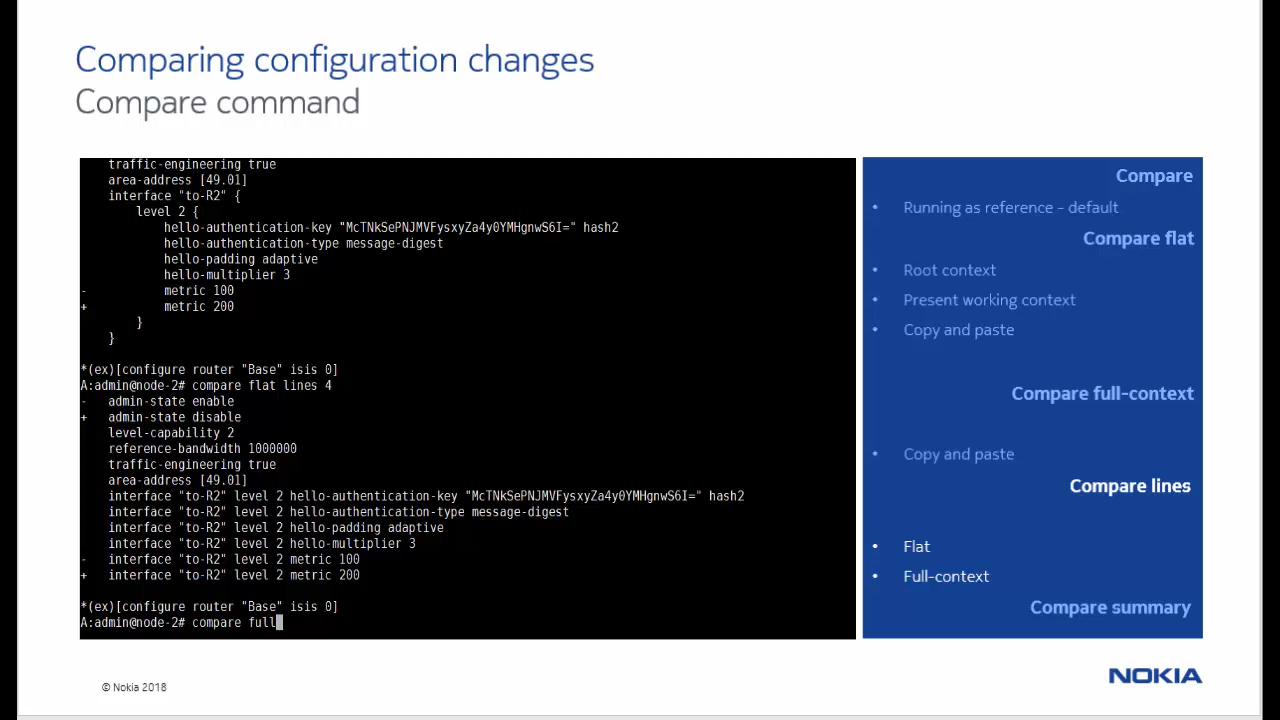 Comparing configuration changes
Compare command
traffic-engineering true
area-address [49.01]
interface "to-R2" {
level 2 {
hello-authentication-key "McTNkSePNJMVFysxyZa4y0YMHgnwS6I=" hash2
hello-authentication-type message-digest
hello-padding adaptive
hello-multiplier 3
- metric 100
+ metric 200
}
}
*(ex)[configure router "Base" isis 0]
A:admin@node-2# compare flat lines 4
- admin-state enable
+ admin-state disable
level-capability 2
reference-bandwidth 1000000
traffic-engineering true
area-address [49.01]
interface "to-R2" level 2 hello-authentication-key "McTNkSePNJMVFysxyZa4y0YMHgnwS6I=" hash2
interface "to-R2" level 2 hello-authentication-type message-digest
interface "to-R2" level 2 hello-padding adaptive
interface "to-R2" level 2 hello-multiplier 3
- interface "to-R2" level 2 metric 100
+ interface "to-R2" level 2 metric 200
*(ex)[configure router "Base" isis 0]
A:admin@node-2# compare full
Compare
• Running as reference – default
Compare flat
• Root context
• Present working context
• Copy and paste
Compare full-context
• Copy and paste
Compare lines
• Flat
• Full-context
Compare summary
© Nokia 2018
NOKIA